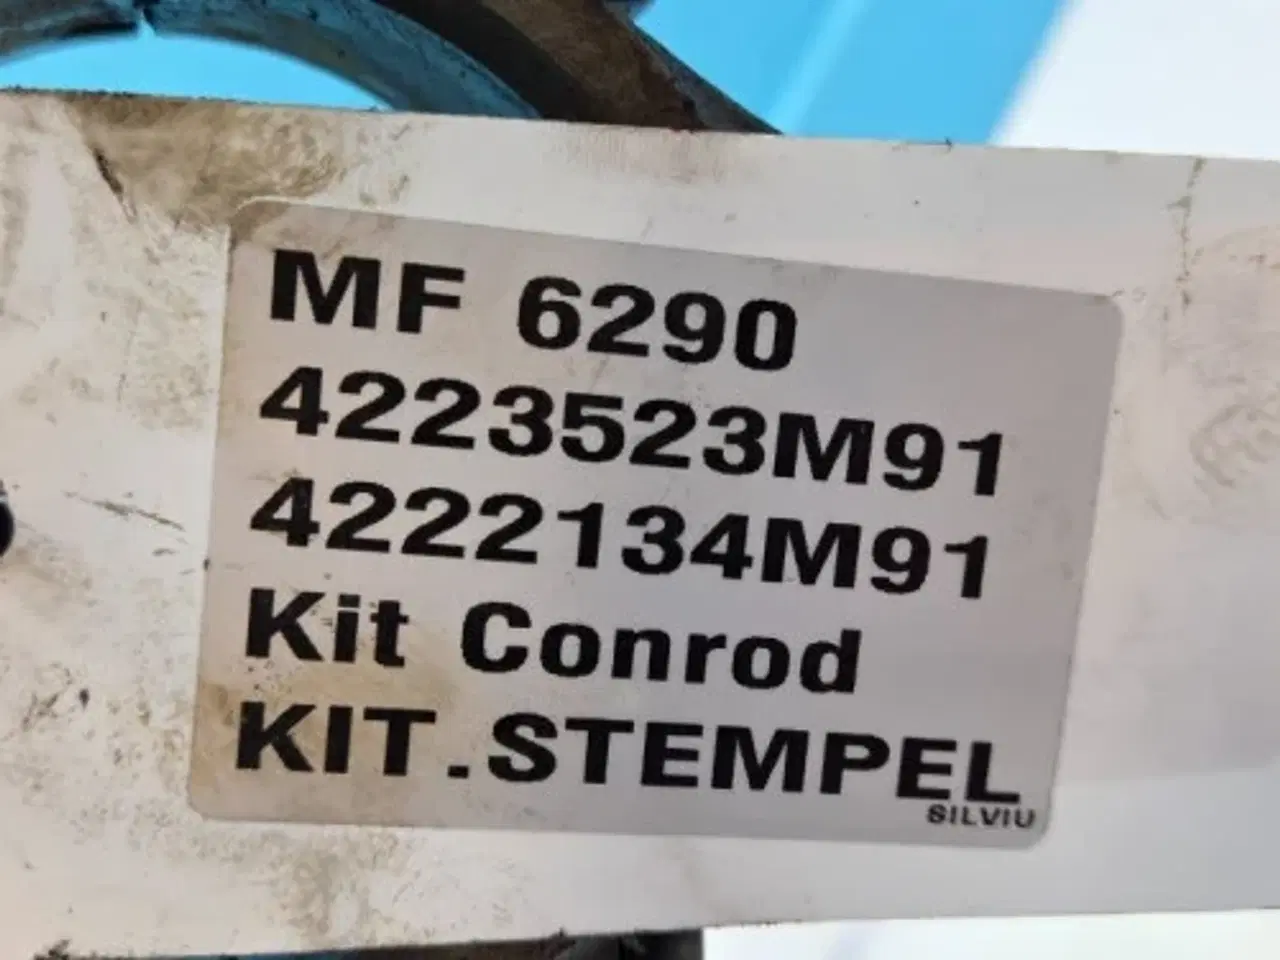 MF 6290
4223523M91
4222134M91
Kit Conrod
KIT.STEMPEL
SILVIU